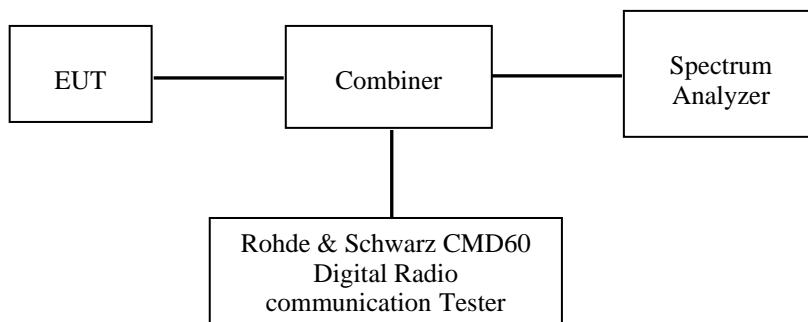 EUT
Combiner
Spectrum
Analyzer
Rohde & Schwarz CMD60
Digital Radio
communication Tester